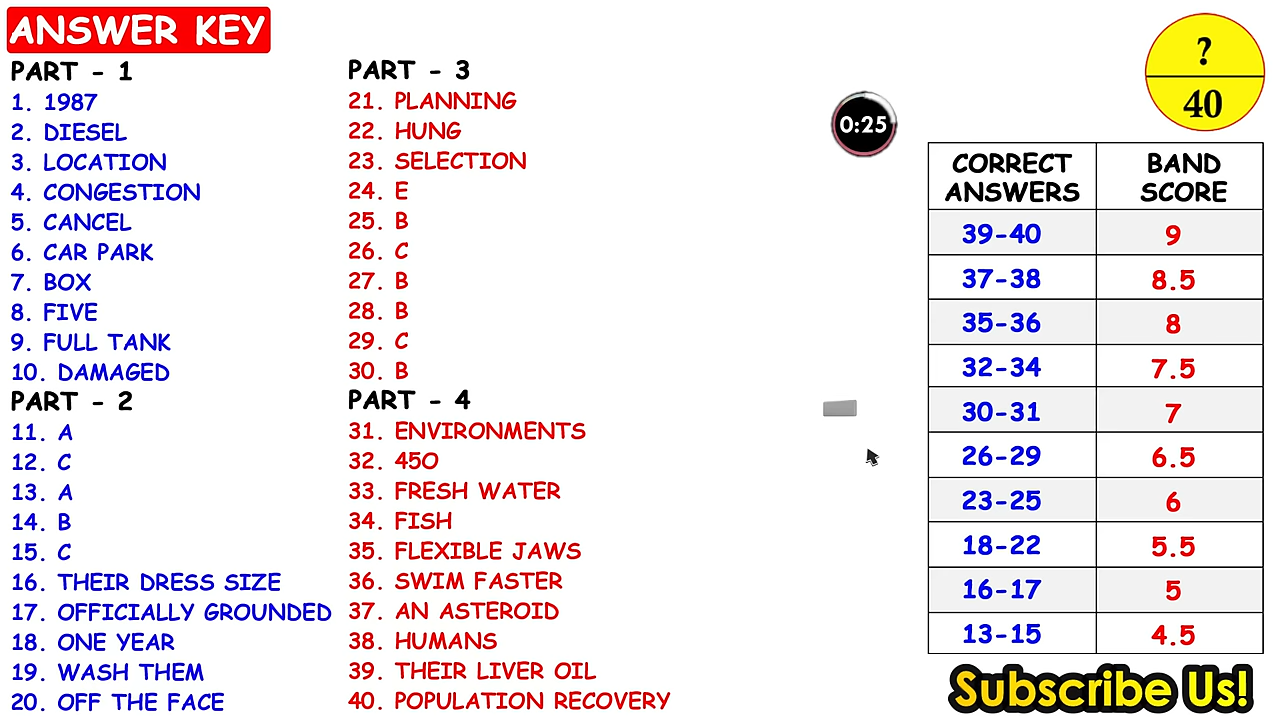 ANSWER KEY
PART - 1
1. 1987
2. DIESEL
3. LOCATION
4. CONGESTION
5. CANCEL
6. CAR PARK
7. BOX
8. FIVE
9. FULL TANK
10. DAMAGED
PART - 2
11. A
12. C
13. A
14. B
15. C
16. THEIR DRESS SIZE
17. OFFICIALLY GROUNDED
18. ONE YEAR
19. WASH THEM
20. OFF THE FACE
PART - 3
21. PLANNING
22. HUNG
23. SELECTION
24. E
25. B
26. C
27. B
28. B
29. C
30. B
PART - 4
31. ENVIRONMENTS
32. 450
33. FRESH WATER
34. FISH
35. FLEXIBLE JAWS
36. SWIM FASTER
37. AN ASTEROID
38. HUMANS
39. THEIR LIVER OIL
40. POPULATION RECOVERY
0:25
?
40
CORRECT ANSWERS BAND SCORE
39-40 9
37-38 8.5
35-36 8
32-34 7.5
30-31 7
26-29 6.5
23-25 6
18-22 5.5
16-17 5
13-15 4.5
Subscribe Us!